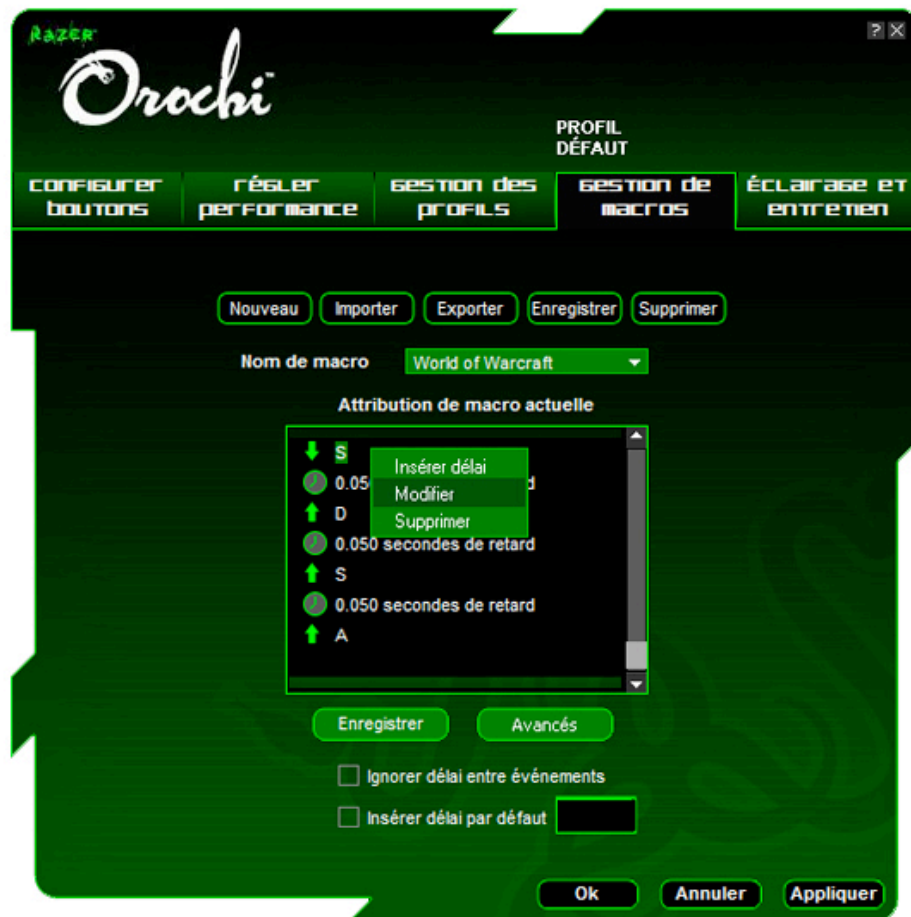 Razer
Orochi™
? X
PROFIL
DÉFAUT
configurer
boutons
régler
performance
gestion des
profils
gestion de
macros
éclairage et
entretien
Nouveau
Importer
Exporter
Enregistrer
Supprimer
Nom de macro
World of Warcraft
Attribution de macro actuelle
S
Insérer délai
0.05 d
Modifier
D
Supprimer
0.050 secondes de retard
S
0.050 secondes de retard
A
Enregistrer
Avancés
Ignorer délai entre événements
Insérer délai par défaut
Ok
Annuler
Appliquer